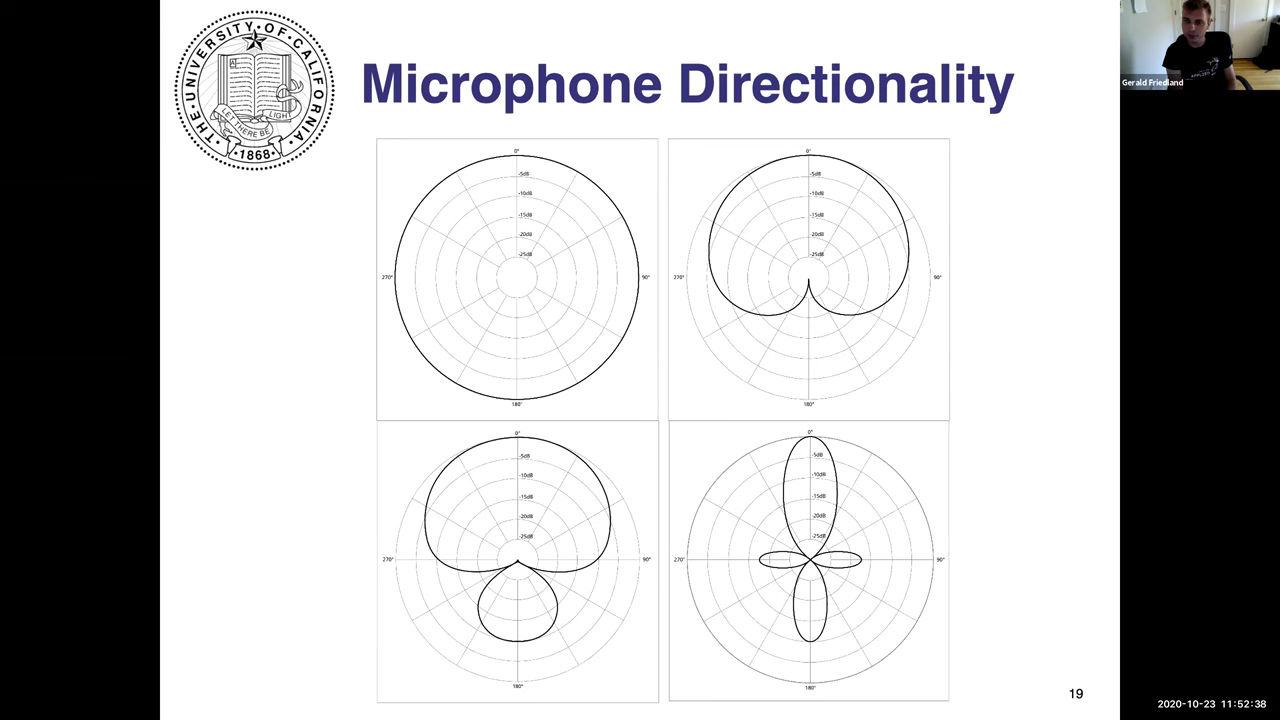 THE·UNIVERSITY·OF·CALIFORNIA·
A
LET THERE BE
LIGHT
·1868·
Microphone Directionality
Gerald Friedland
0°
-5dB
-10dB
-15dB
-20dB
-25dB
270°
90°
180°
0°
-5dB
-10dB
-15dB
-20dB
-25dB
270°
90°
180°
0°
-5dB
-10dB
-15dB
-20dB
-25dB
270°
90°
180°
0°
-5dB
-10dB
-15dB
-20dB
-25dB
270°
90°
180°
19
2020-10-23 11:52:38